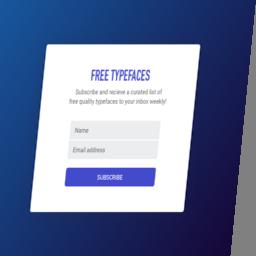 FREE TYPEFACES
Subscribe and recieve a curated list of
free quality typefaces to your inbox weekly!
Name
Email address
SUBSCRIBE